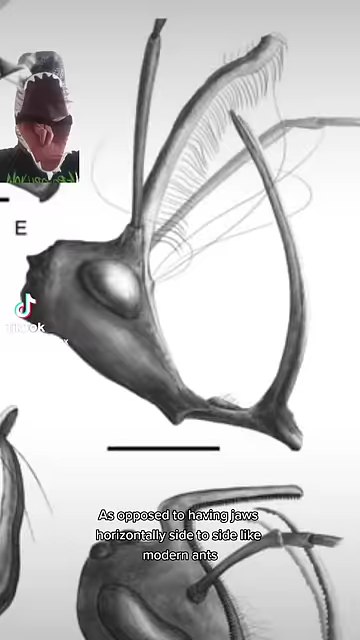 E
TikTok
As opposed to having jaws
horizontally side to side like
modern ants